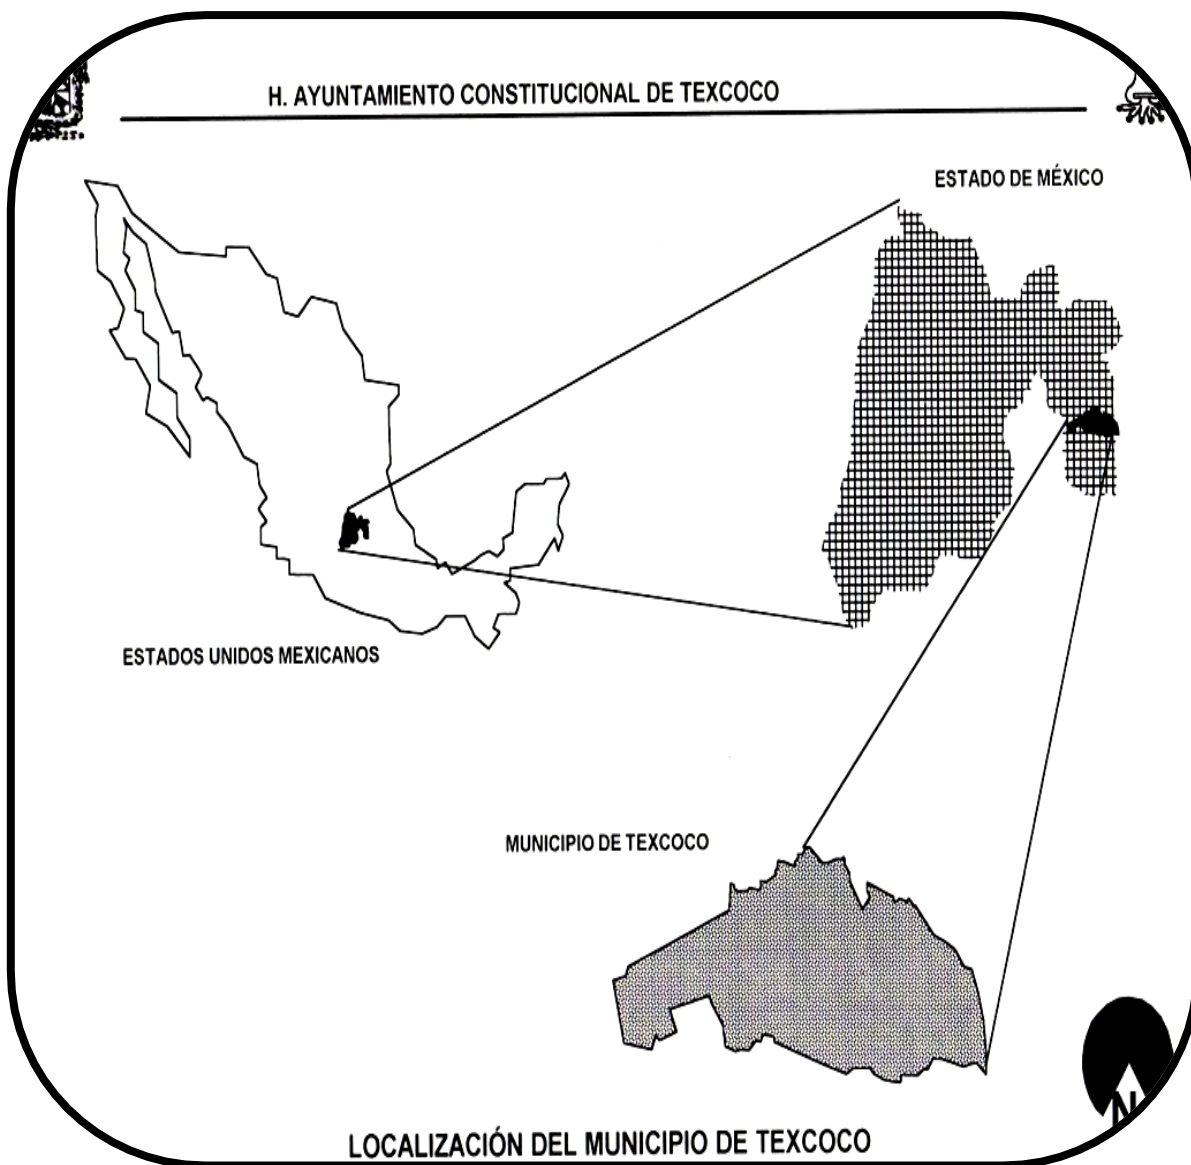 H. AYUNTAMIENTO CONSTITUCIONAL DE TEXCOCO
ESTADO DE MÉXICO
ESTADOS UNIDOS MEXICANOS
MUNICIPIO DE TEXCOCO
N
LOCALIZACIÓN DEL MUNICIPIO DE TEXCOCO